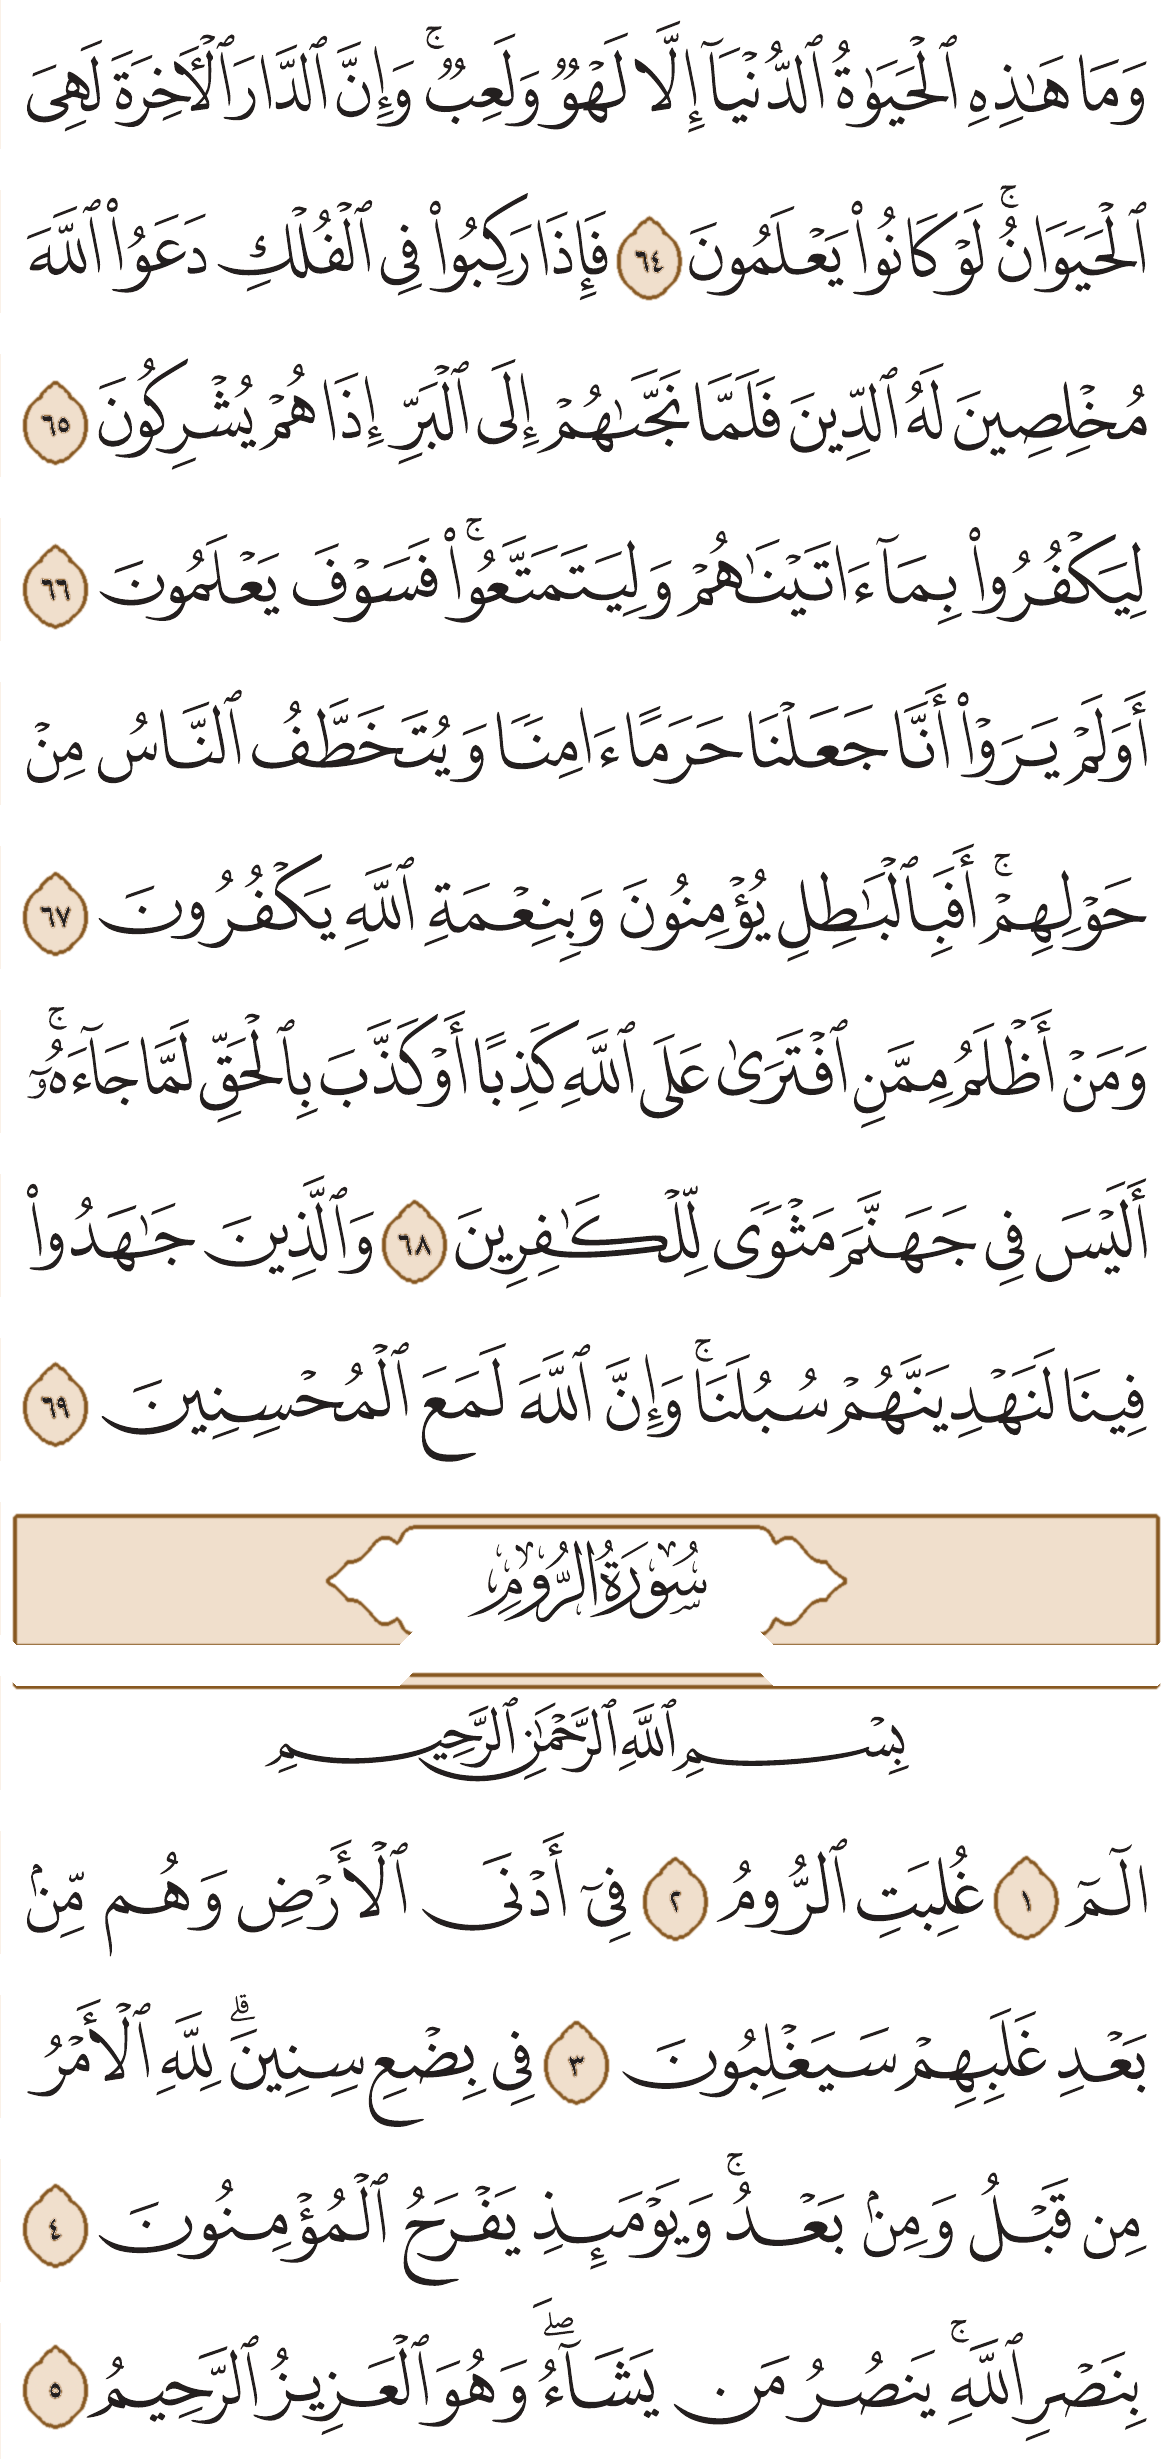 وَمَا هَٰذِهِ ٱلْحَيَوٰةُ ٱلدُّنْيَآ إِلَّا لَهْوٌ وَلَعِبٌ ۚ وَإِنَّ ٱلدَّارَ ٱلْءَاخِرَةَ لَهِىَ
ٱلْحَيَوَانُ ۚ لَوْ كَانُوا۟ يَعْلَمُونَ ٦٤ فَإِذَا رَكِبُوا۟ فِى ٱلْفُلْكِ دَعَوُا۟ ٱللَّهَ
مُخْلِصِينَ لَهُ ٱلدِّينَ فَلَمَّا نَجَّىٰهُمْ إِلَى ٱلْبَرِّ إِذَا هُمْ يُشْرِكُونَ ٦٥
لِيَكْفُرُوا۟ بِمَآ ءَاتَيْنَٰهُمْ وَلِيَتَمَتَّعُوا۟ ۚ فَسَوْفَ يَعْلَمُونَ ٦٦
أَوَلَمْ يَرَوْا۟ أَنَّا جَعَلْنَا حَرَمًا ءَامِنًا وَيُتَخَطَّفُ ٱلنَّاسُ مِنْ
حَوْلِهِمْ ۚ أَفَبِٱلْبَٰطِلِ يُؤْمِنُونَ وَبِنِعْمَةِ ٱللَّهِ يَكْفُرُونَ ٦٧
وَمَنْ أَظْلَمُ مِمَّنِ ٱفْتَرَىٰ عَلَى ٱللَّهِ كَذِبًا أَوْ كَذَّبَ بِٱلْحَقِّ لَمَّا جَآءَهُۥٓ ۚ
أَلَيْسَ فِى جَهَنَّمَ مَثْوًى لِّلْكَٰفِرِينَ ٦٨ وَٱلَّذِينَ جَٰهَدُوا۟
فِينَا لَنَهْدِيَنَّهُمْ سُبُلَنَا ۚ وَإِنَّ ٱللَّهَ لَمَعَ ٱلْمُحْسِنِينَ ٦٩
سُورَةُ الرُّومِ
بِسْمِ ٱللَّهِ ٱلرَّحْمَٰنِ ٱلرَّحِيمِ
الٓمٓ ١ غُلِبَتِ ٱلرُّومُ ٢ فِىٓ أَدْنَى ٱلْأَرْضِ وَهُم مِّنۢ
بَعْدِ غَلَبِهِمْ سَيَغْلِبُونَ ٣ فِى بِضْعِ سِنِينَ ۗ لِلَّهِ ٱلْأَمْرُ
مِن قَبْلُ وَمِنۢ بَعْدُ ۚ وَيَوْمَئِذٍ يَفْرَحُ ٱلْمُؤْمِنُونَ ٤
بِنَصْرِ ٱللَّهِ ۚ يَنصُرُ مَن يَشَآءُ ۖ وَهُوَ ٱلْعَزِيزُ ٱلرَّحِيمُ ٥